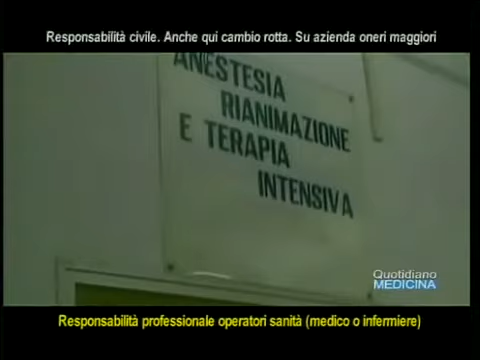 Responsabilità civile. Anche qui cambio rotta. Su azienda oneri maggiori
ANESTESIA
RIANIMAZIONE
E TERAPIA
INTENSIVA
Quotidiano
MEDICINA
Responsabilità professionale operatori sanità (medico o infermiere)